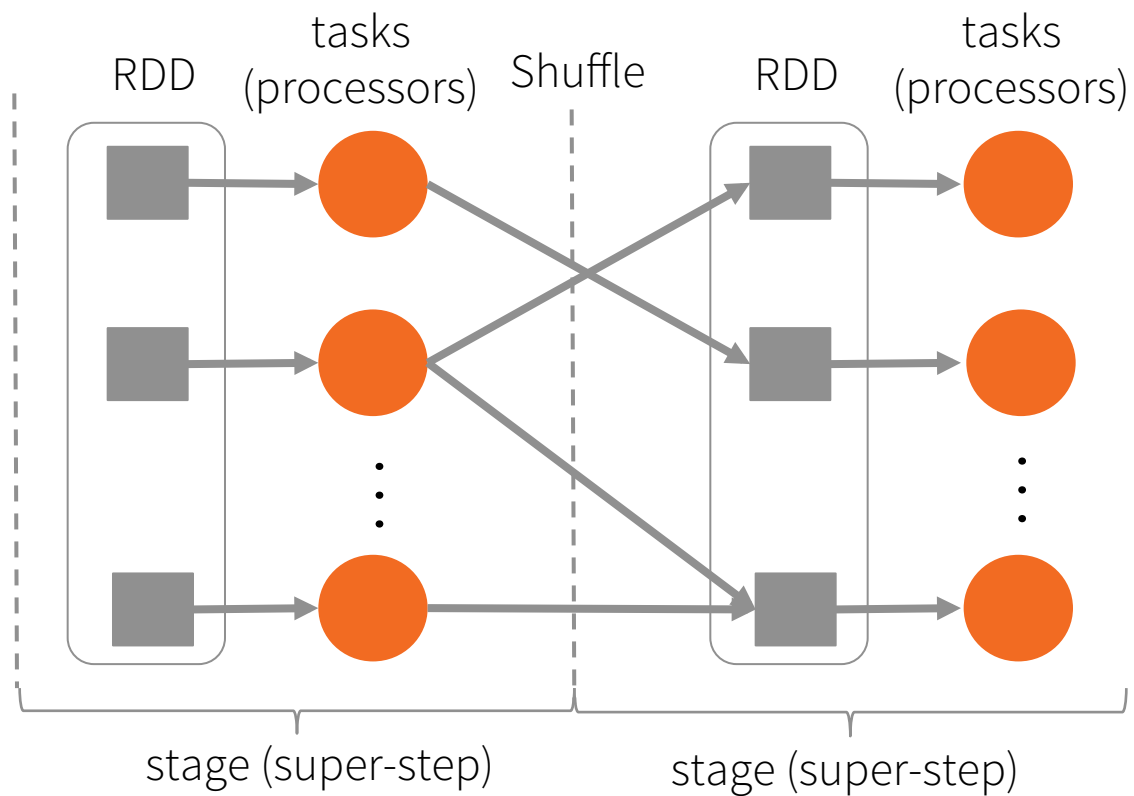 RDD
tasks
(processors)
Shuffle
RDD
tasks
(processors)
stage (super-step)
stage (super-step)